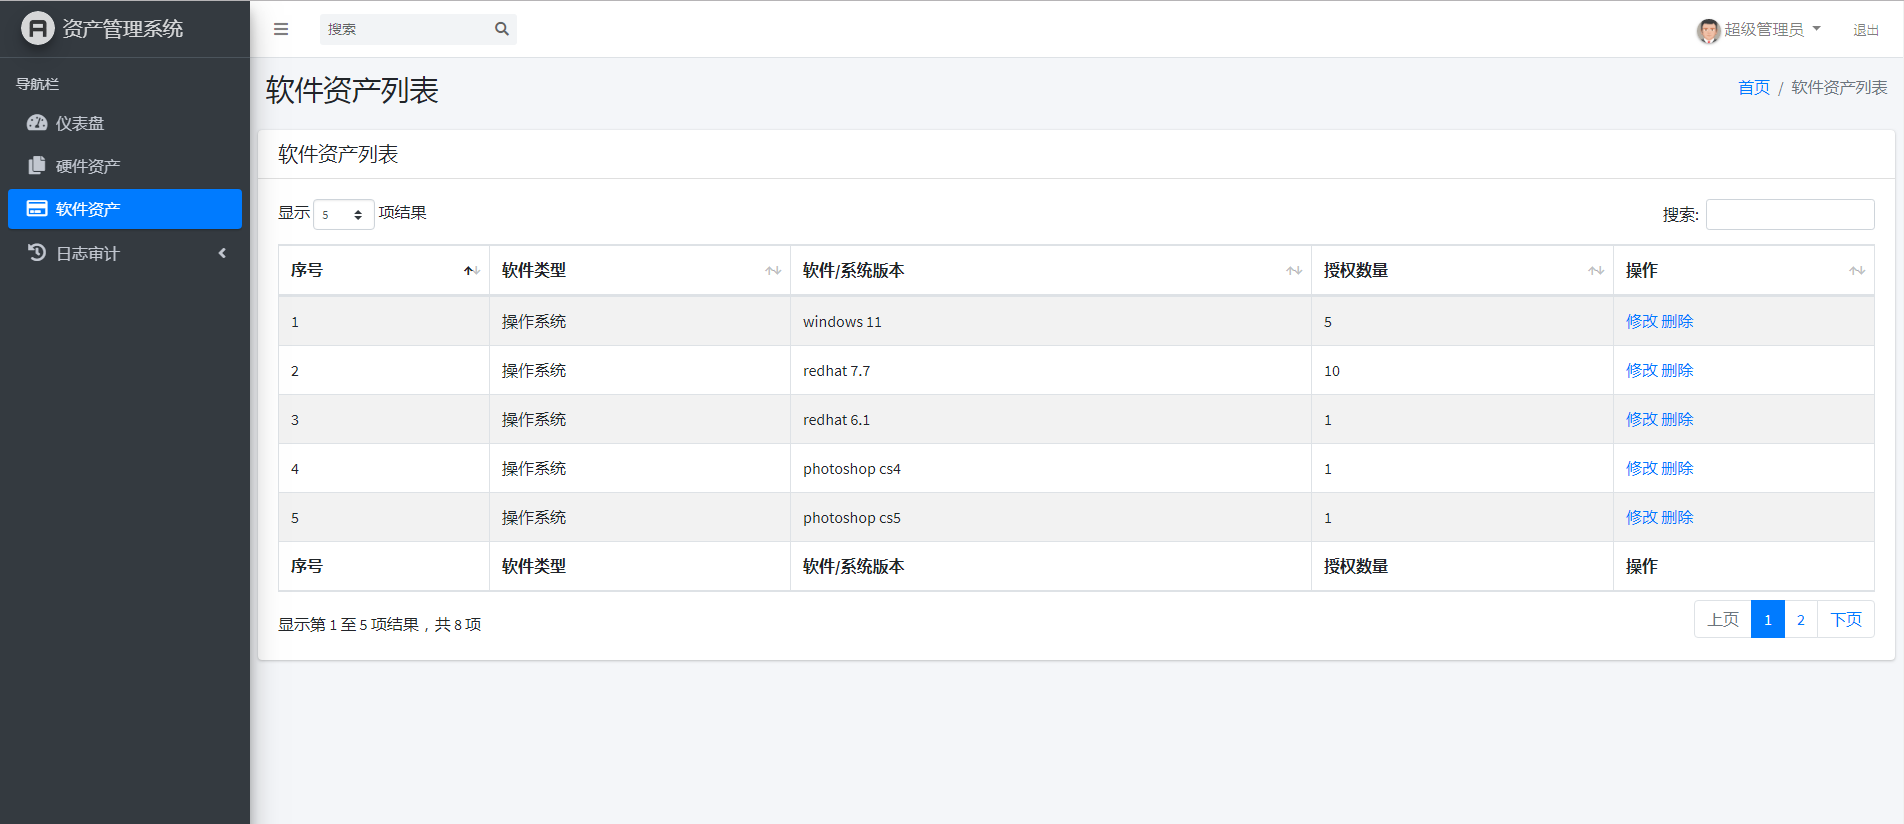 资产管理系统
搜索
超级管理员
退出
导航栏
仪表盘
硬件资产
软件资产
日志审计
软件资产列表
首页 / 软件资产列表
软件资产列表
显示 5 项结果
搜索:
序号 软件类型 软件/系统版本 授权数量 操作
1 操作系统 windows 11 5 修改 删除
2 操作系统 redhat 7.7 10 修改 删除
3 操作系统 redhat 6.1 1 修改 删除
4 操作系统 photoshop cs4 1 修改 删除
5 操作系统 photoshop cs5 1 修改 删除
序号 软件类型 软件/系统版本 授权数量 操作
显示第 1 至 5 项结果，共 8 项
上页 1 2 下页